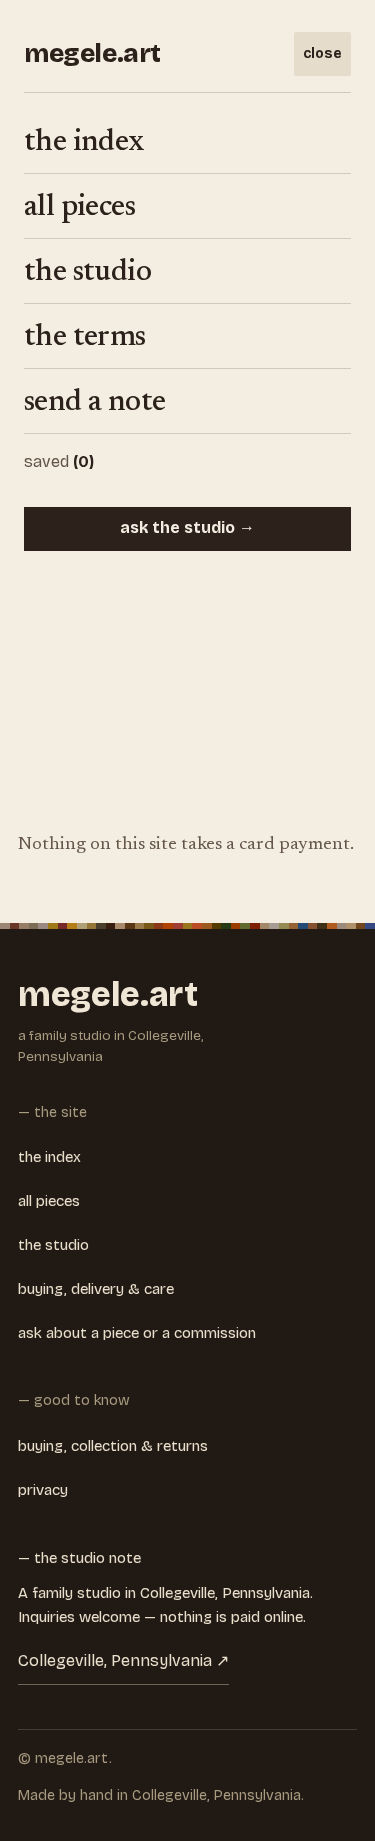 megele.art
close
the index
all pieces
the studio
the terms
send a note
saved (0)
ask the studio →
Nothing on this site takes a card payment.
megele.art
a family studio in Collegeville,
Pennsylvania
— the site
the index
all pieces
the studio
buying, delivery & care
ask about a piece or a commission
— good to know
buying, collection & returns
privacy
— the studio note
A family studio in Collegeville, Pennsylvania.
Inquiries welcome — nothing is paid online.
Collegeville, Pennsylvania ↗
© megele.art.
Made by hand in Collegeville, Pennsylvania.